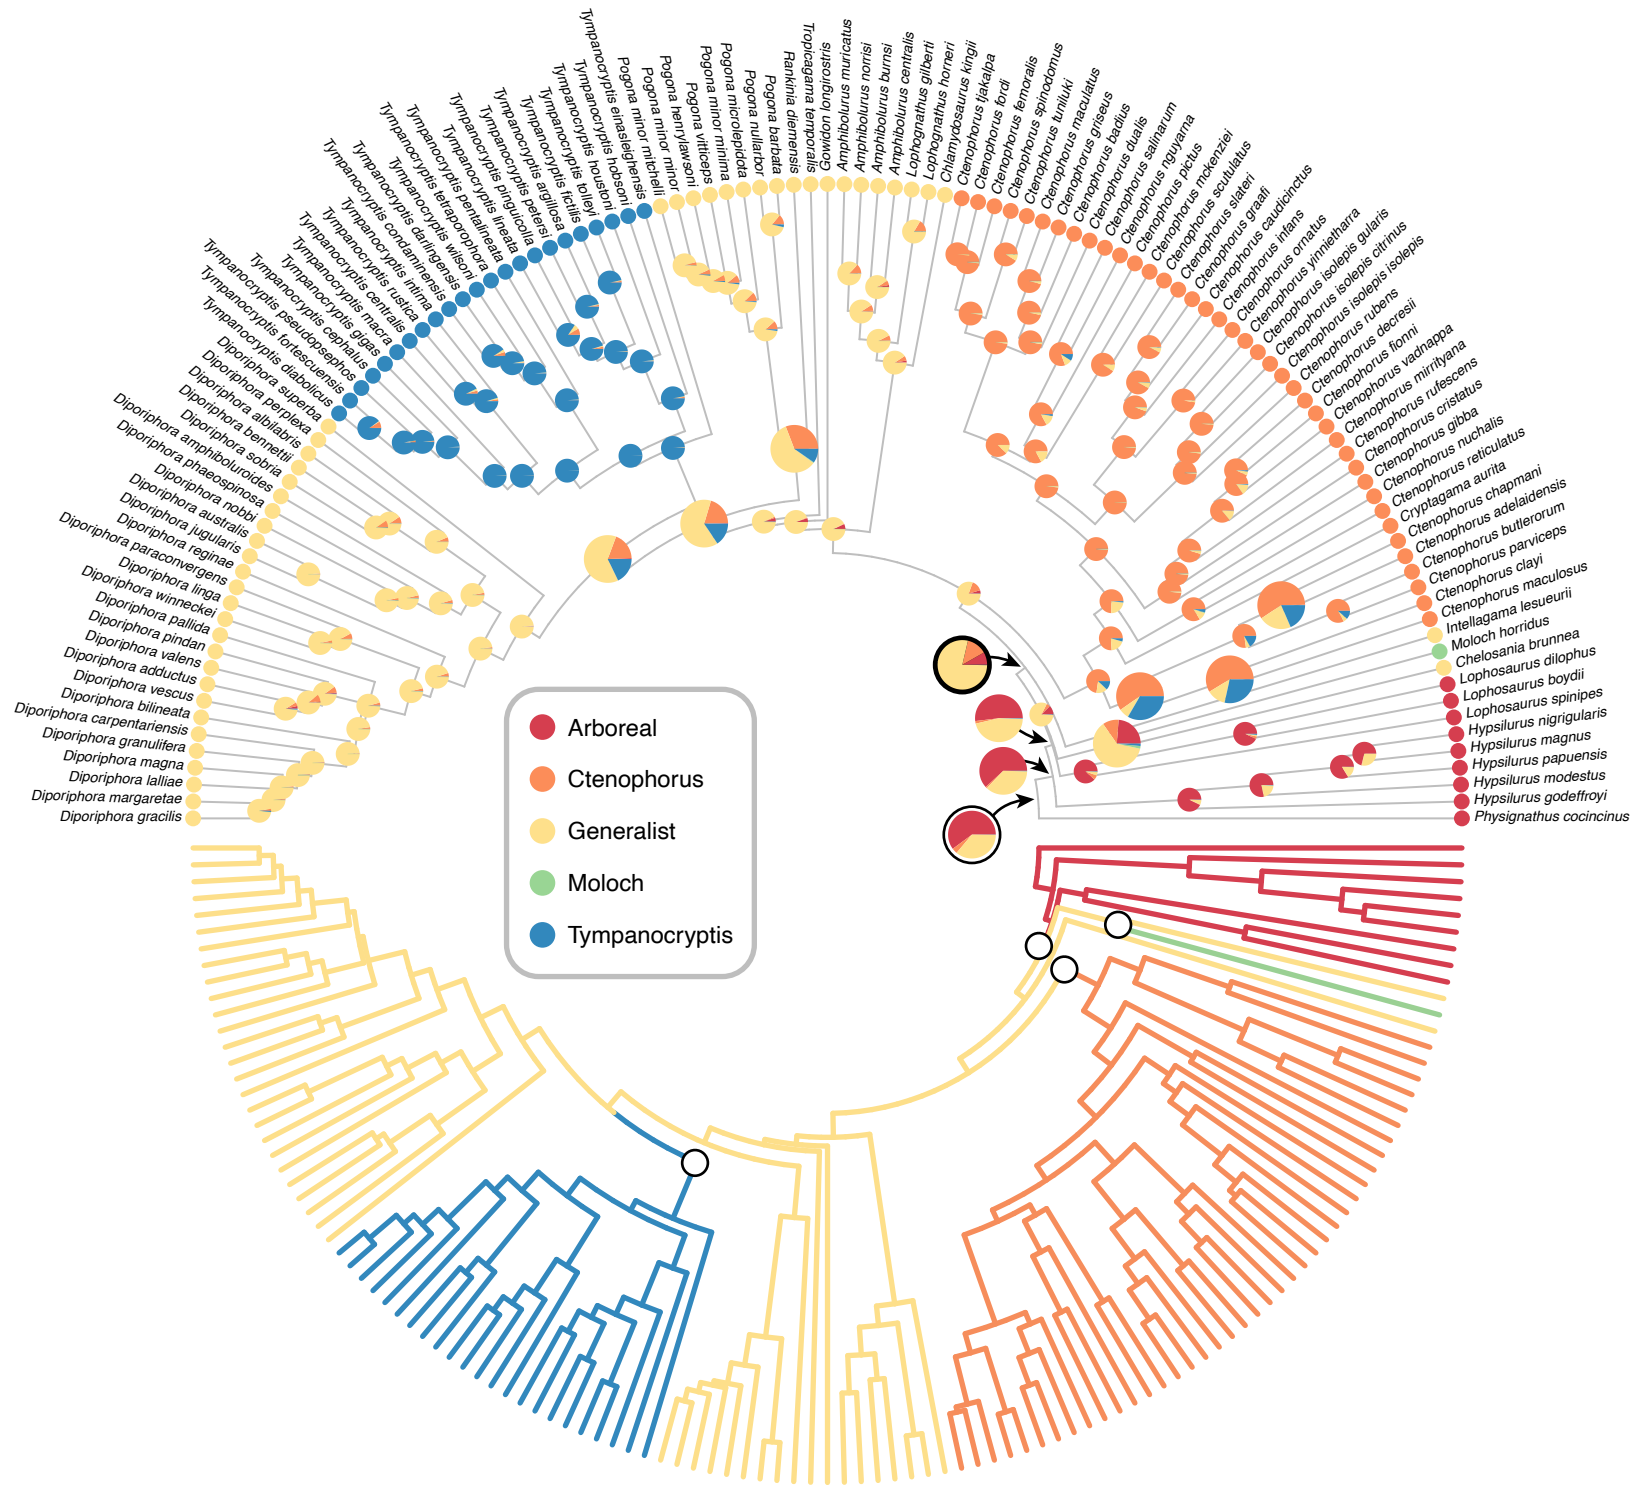 Diporiphora gracilis
Diporiphora margaretae
Diporiphora lalliae
Diporiphora magna
Diporiphora granulifera
Diporiphora carpentariensis
Diporiphora bilineata
Diporiphora vescus
Diporiphora adductus
Diporiphora valens
Diporiphora pindan
Diporiphora pallida
Diporiphora winneckei
Diporiphora linga
Diporiphora paraconvergens
Diporiphora reginae
Diporiphora jugularis
Diporiphora australis
Diporiphora nobbi
Diporiphora phaeospinosa
Diporiphora amphiboluroides
Diporiphora sobria
Diporiphora bennettii
Diporiphora albilabris
Diporiphora perplexa
Diporiphora superba
Tympanocryptis diabolicus
Tympanocryptis fortescuensis
Tympanocryptis pseudopsephos
Tympanocryptis cephalus
Tympanocryptis gigas
Tympanocryptis macra
Tympanocryptis centralis
Tympanocryptis rustica
Tympanocryptis intima
Tympanocryptis condaminensis
Tympanocryptis darlingensis
Tympanocryptis wilsoni
Tympanocryptis tetraporophora
Tympanocryptis pentalineata
Tympanocryptis lineata
Tympanocryptis pinguicolla
Tympanocryptis petersi
Tympanocryptis argillosa
Tympanocryptis fictilis
Tympanocryptis tolleyi
Tympanocryptis houstoni
Tympanocryptis hobsoni
Tympanocryptis einasleighensis
Pogona minor mitchelli
Pogona minor minor
Pogona henrylawsoni
Pogona vitticeps
Pogona minor minima
Pogona microlepidota
Pogona nullarbor
Pogona barbata
Rankinia diemensis
Tropicagama temporalis
Gowidon longirostris
Amphibolurus muricatus
Amphibolurus norrisi
Amphibolurus burnsi
Amphibolurus centralis
Lophognathus gilberti
Lophognathus horneri
Chlamydosaurus kingii
Ctenophorus tjakalpa
Ctenophorus fordi
Ctenophorus femoralis
Ctenophorus spinodomus
Ctenophorus tuniluki
Ctenophorus maculatus
Ctenophorus griseus
Ctenophorus badius
Ctenophorus dualis
Ctenophorus salinarum
Ctenophorus nguyarna
Ctenophorus pictus
Ctenophorus mckenziei
Ctenophorus scutulatus
Ctenophorus slateri
Ctenophorus graafi
Ctenophorus caudicinctus
Ctenophorus infans
Ctenophorus ornatus
Ctenophorus yinnietharra
Ctenophorus isolepis gularis
Ctenophorus isolepis citrinus
Ctenophorus isolepis isolepis
Ctenophorus rubens
Ctenophorus decresii
Ctenophorus fionni
Ctenophorus vadnappa
Ctenophorus mirrityana
Ctenophorus rufescens
Ctenophorus cristatus
Ctenophorus gibba
Ctenophorus nuchalis
Ctenophorus reticulatus
Cryptagama aurita
Ctenophorus chapmani
Ctenophorus adelaidensis
Ctenophorus butlerorum
Ctenophorus parviceps
Ctenophorus clayi
Ctenophorus maculosus
Intellagama lesueurii
Moloch horridus
Chelosania brunnea
Lophosaurus dilophus
Lophosaurus boydii
Lophosaurus spinipes
Hypsilurus nigrigularis
Hypsilurus magnus
Hypsilurus papuensis
Hypsilurus modestus
Hypsilurus godeffroyi
Physignathus cocincinus
Arboreal
Ctenophorus
Generalist
Moloch
Tympanocryptis